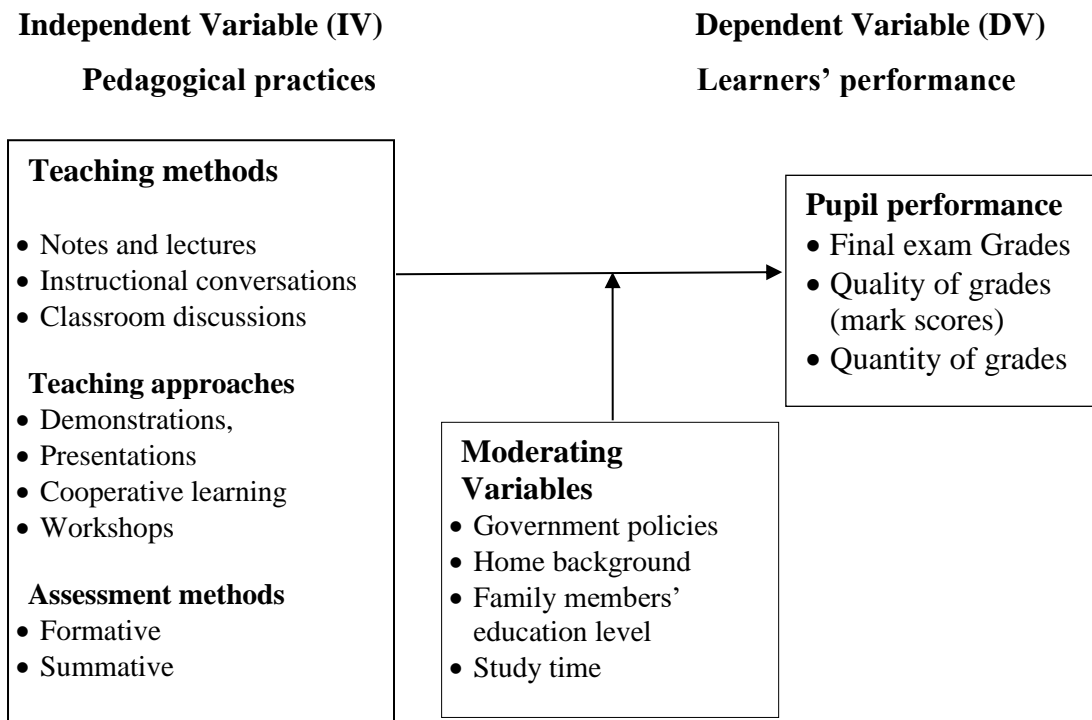 Independent Variable (IV)
Dependent Variable (DV)
Pedagogical practices
Learners’ performance
Teaching methods
• Notes and lectures
• Instructional conversations
• Classroom discussions
Teaching approaches
• Demonstrations,
• Presentations
• Cooperative learning
• Workshops
Assessment methods
• Formative
• Summative
Moderating
Variables
• Government policies
• Home background
• Family members’
education level
• Study time
Pupil performance
• Final exam Grades
• Quality of grades
(mark scores)
• Quantity of grades